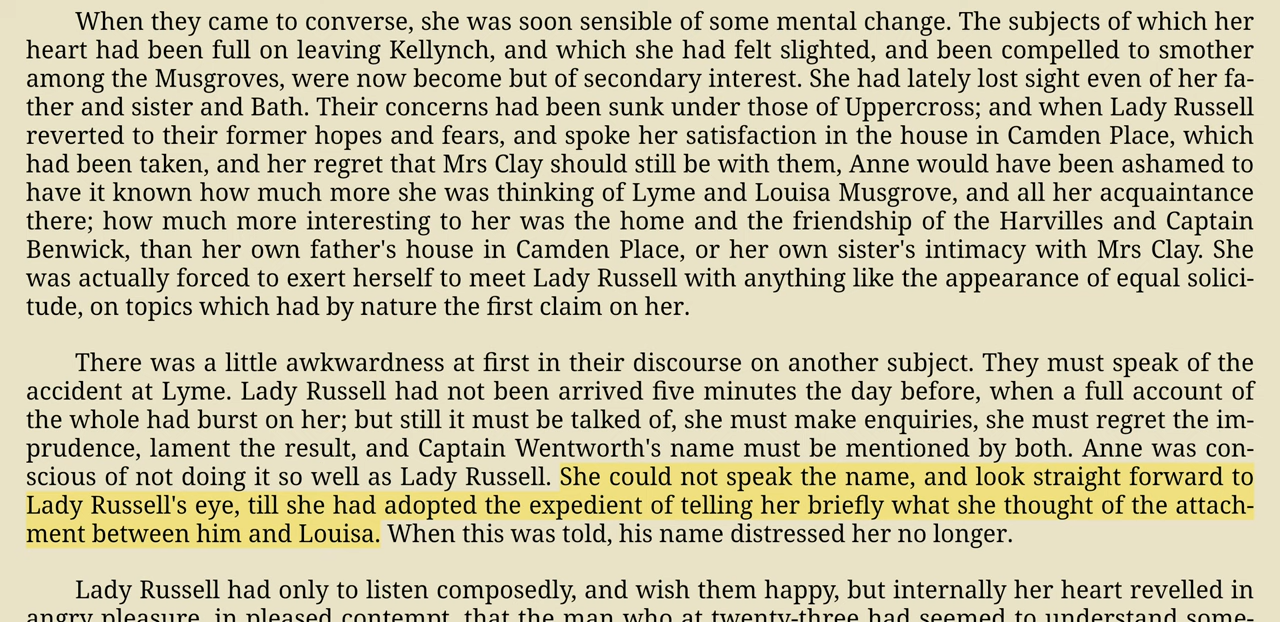 When they came to converse, she was soon sensible of some mental change. The subjects of which her
heart had been full on leaving Kellynch, and which she had felt slighted, and been compelled to smother
among the Musgroves, were now become but of secondary interest. She had lately lost sight even of her fa-
ther and sister and Bath. Their concerns had been sunk under those of Uppercross; and when Lady Russell
reverted to their former hopes and fears, and spoke her satisfaction in the house in Camden Place, which
had been taken, and her regret that Mrs Clay should still be with them, Anne would have been ashamed to
have it known how much more she was thinking of Lyme and Louisa Musgrove, and all her acquaintance
there; how much more interesting to her was the home and the friendship of the Harvilles and Captain
Benwick, than her own father's house in Camden Place, or her own sister's intimacy with Mrs Clay. She
was actually forced to exert herself to meet Lady Russell with anything like the appearance of equal solici-
tude, on topics which had by nature the first claim on her.
There was a little awkwardness at first in their discourse on another subject. They must speak of the
accident at Lyme. Lady Russell had not been arrived five minutes the day before, when a full account of
the whole had burst on her; but still it must be talked of, she must make enquiries, she must regret the im-
prudence, lament the result, and Captain Wentworth's name must be mentioned by both. Anne was con-
scious of not doing it so well as Lady Russell. She could not speak the name, and look straight forward to
Lady Russell's eye, till she had adopted the expedient of telling her briefly what she thought of the attach-
ment between him and Louisa. When this was told, his name distressed her no longer.
Lady Russell had only to listen composedly, and wish them happy, but internally her heart revelled in
angry pleasure, in pleased contempt, that the man who at twenty-three had seemed to understand some-